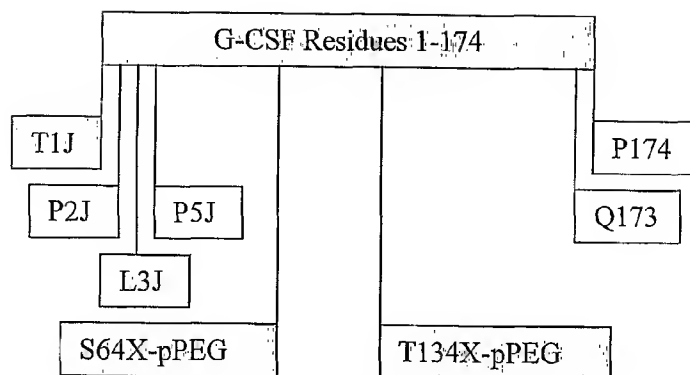 G-CSF Residues 1-174
T1J
P174
P2J
P5J
Q173
L3J
S64X-pPEG
T134X-pPEG